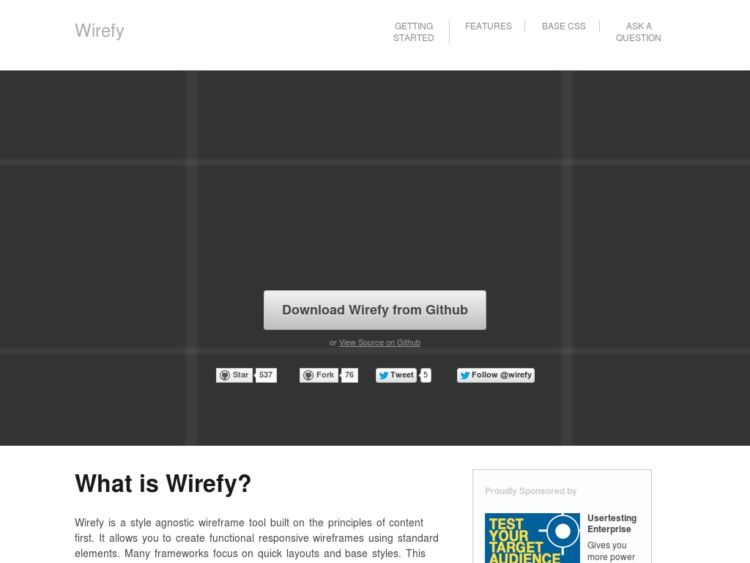 Wirefy
GETTING
STARTED
FEATURES
BASE CSS
ASK A
QUESTION
Download Wirefy from Github
or View Source on Github
Star 537
Fork 76
Tweet 5
Follow @wirefy
What is Wirefy?
Wirefy is a style agnostic wireframe tool built on the principles of content
first. It allows you to create functional responsive wireframes using standard
elements. Many frameworks focus on quick layouts and base styles. This
Proudly Sponsored by
TEST
YOUR
TARGET
AUDIENCE
Usertesting
Enterprise
Gives you
more power